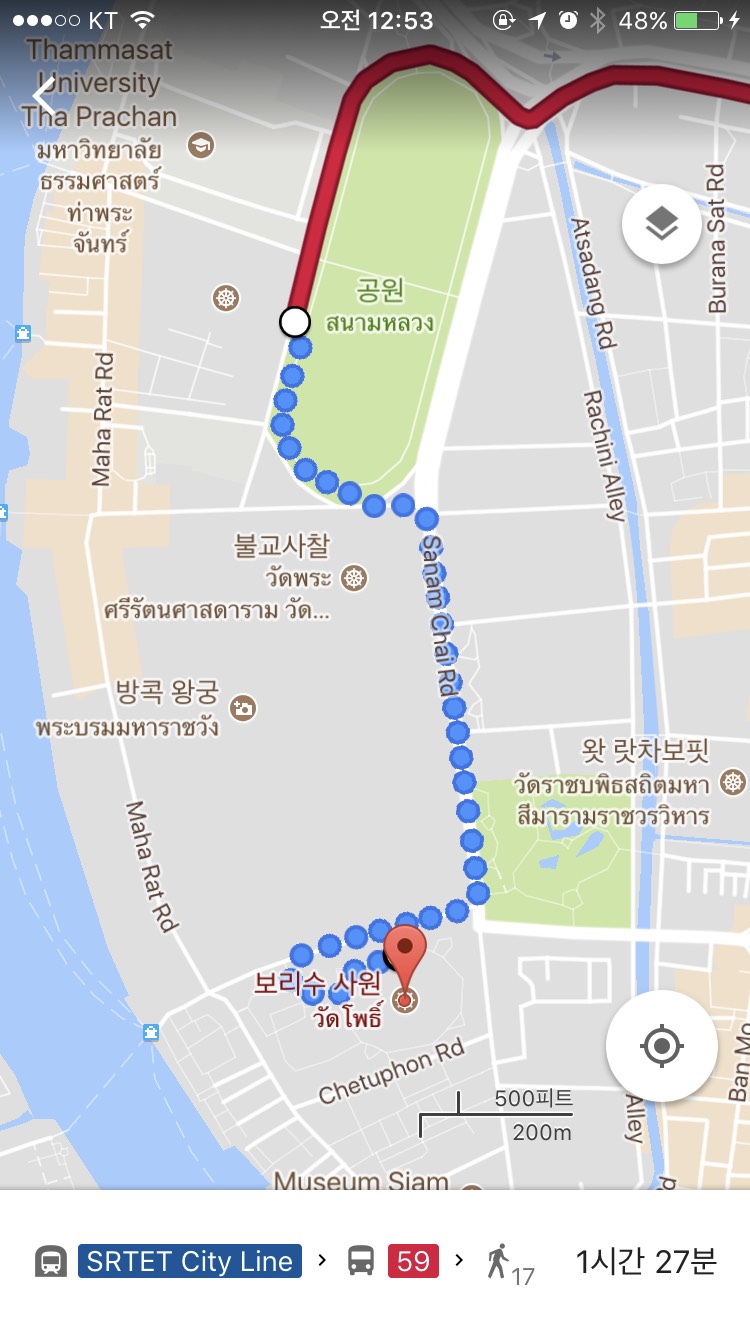 KT 오전 12:53 48%
Thammasat
University
Tha Prachan
มหาวิทยาลัย
ธรรมศาสตร์
ท่าพระ
จันทร์
Burana Sat Rd
Atsadang Rd
공원
สนามหลวง
Maha Rat Rd
Rachini Alley
불교사찰
วัดพระ
ศรีรัตนศาสดาราม วัด...
Sanam Chai Rd
방콕 왕궁
พระบรมมหาราชวัง
왓 랏차보핏
วัดราชบพิธสถิตมหา
สีมารามราชวรวิหาร
Maha Rat Rd
보리수 사원
วัดโพธิ์
Chetuphon Rd
Ban Mo
500피트
200m
Alley
Museum Siam
SRTET City Line > 59 > 17 1시간 27분